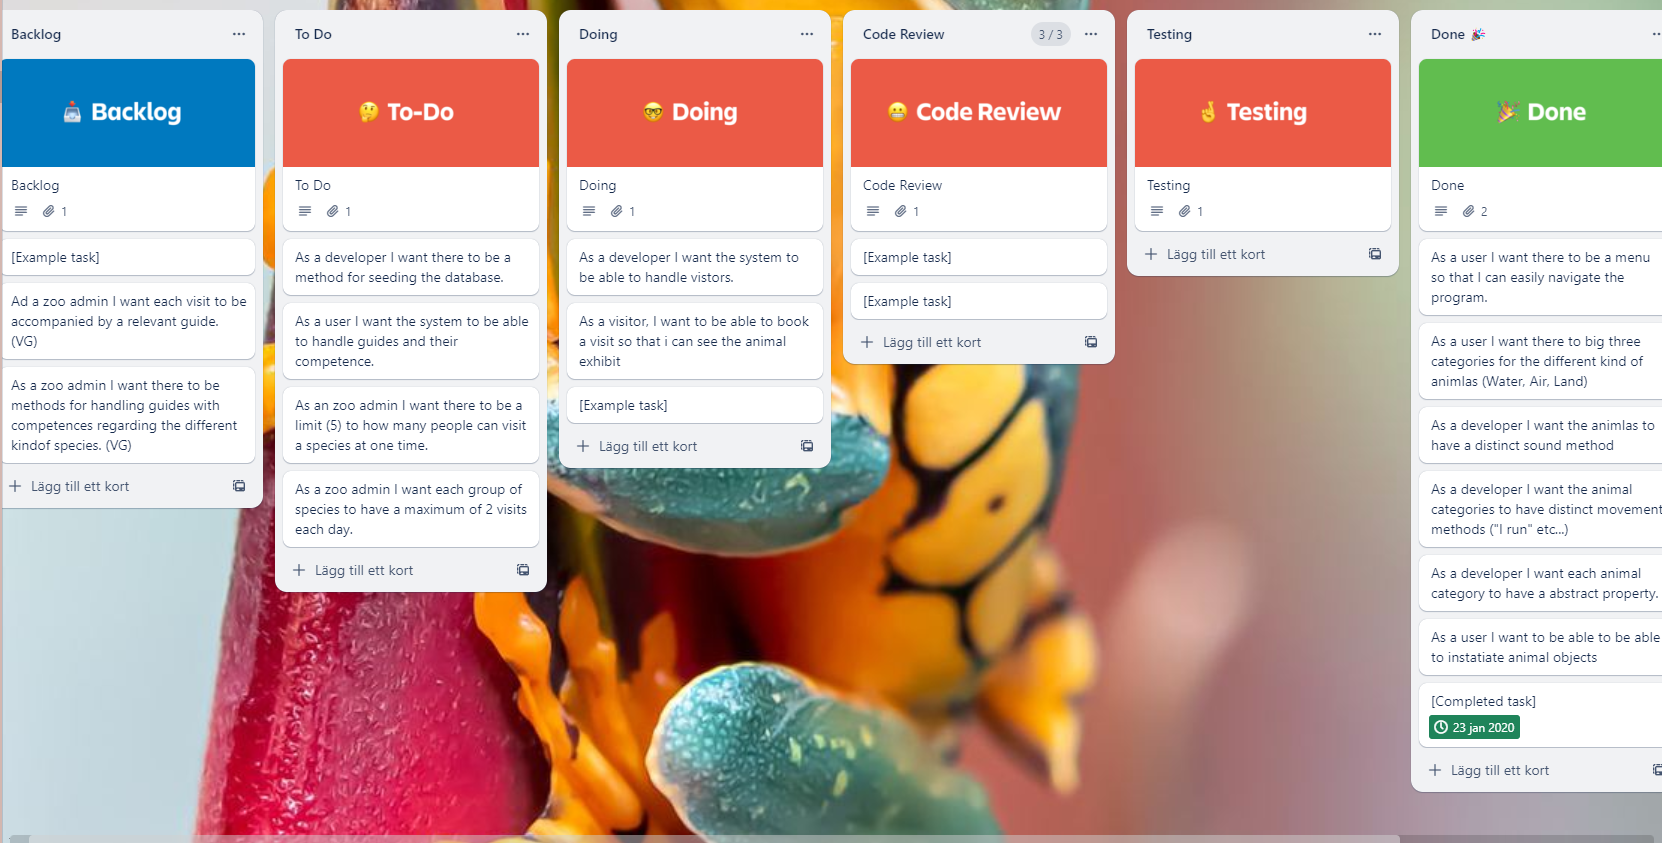 Backlog
Backlog
Backlog
1
[Example task]
Ad a zoo admin I want each visit to be
accompanied by a relevant guide.
(VG)
As a zoo admin I want there to be
methods for handling guides with
competences regarding the different
kindof species. (VG)
Lägg till ett kort
To Do
To-Do
To Do
1
As a developer I want there to be a
method for seeding the database.
As a user I want the system to be able
to handle guides and their
competence.
As an zoo admin I want there to be a
limit (5) to how many people can visit
a species at one time.
As a zoo admin I want each group of
species to have a maximum of 2 visits
each day.
Lägg till ett kort
Doing
Doing
Doing
1
As a developer I want the system to
be able to handle vistors.
As a visitor, I want to be able to book
a visit so that i can see the animal
exhibit
[Example task]
Lägg till ett kort
Code Review
3 / 3
Code Review
Code Review
1
[Example task]
[Example task]
Lägg till ett kort
Testing
Testing
Testing
1
Lägg till ett kort
Done
Done
Done
2
As a user I want there to be a menu
so that I can easily navigate the
program.
As a user I want there to big three
categories for the different kind of
animlas (Water, Air, Land)
As a developer I want the animlas to
have a distinct sound method
As a developer I want the animal
categories to have distinct movement
methods ("I run" etc...)
As a developer I want each animal
category to have a abstract property.
As a user I want to be able to be able
to instatiate animal objects
[Completed task]
23 jan 2020
Lägg till ett kort